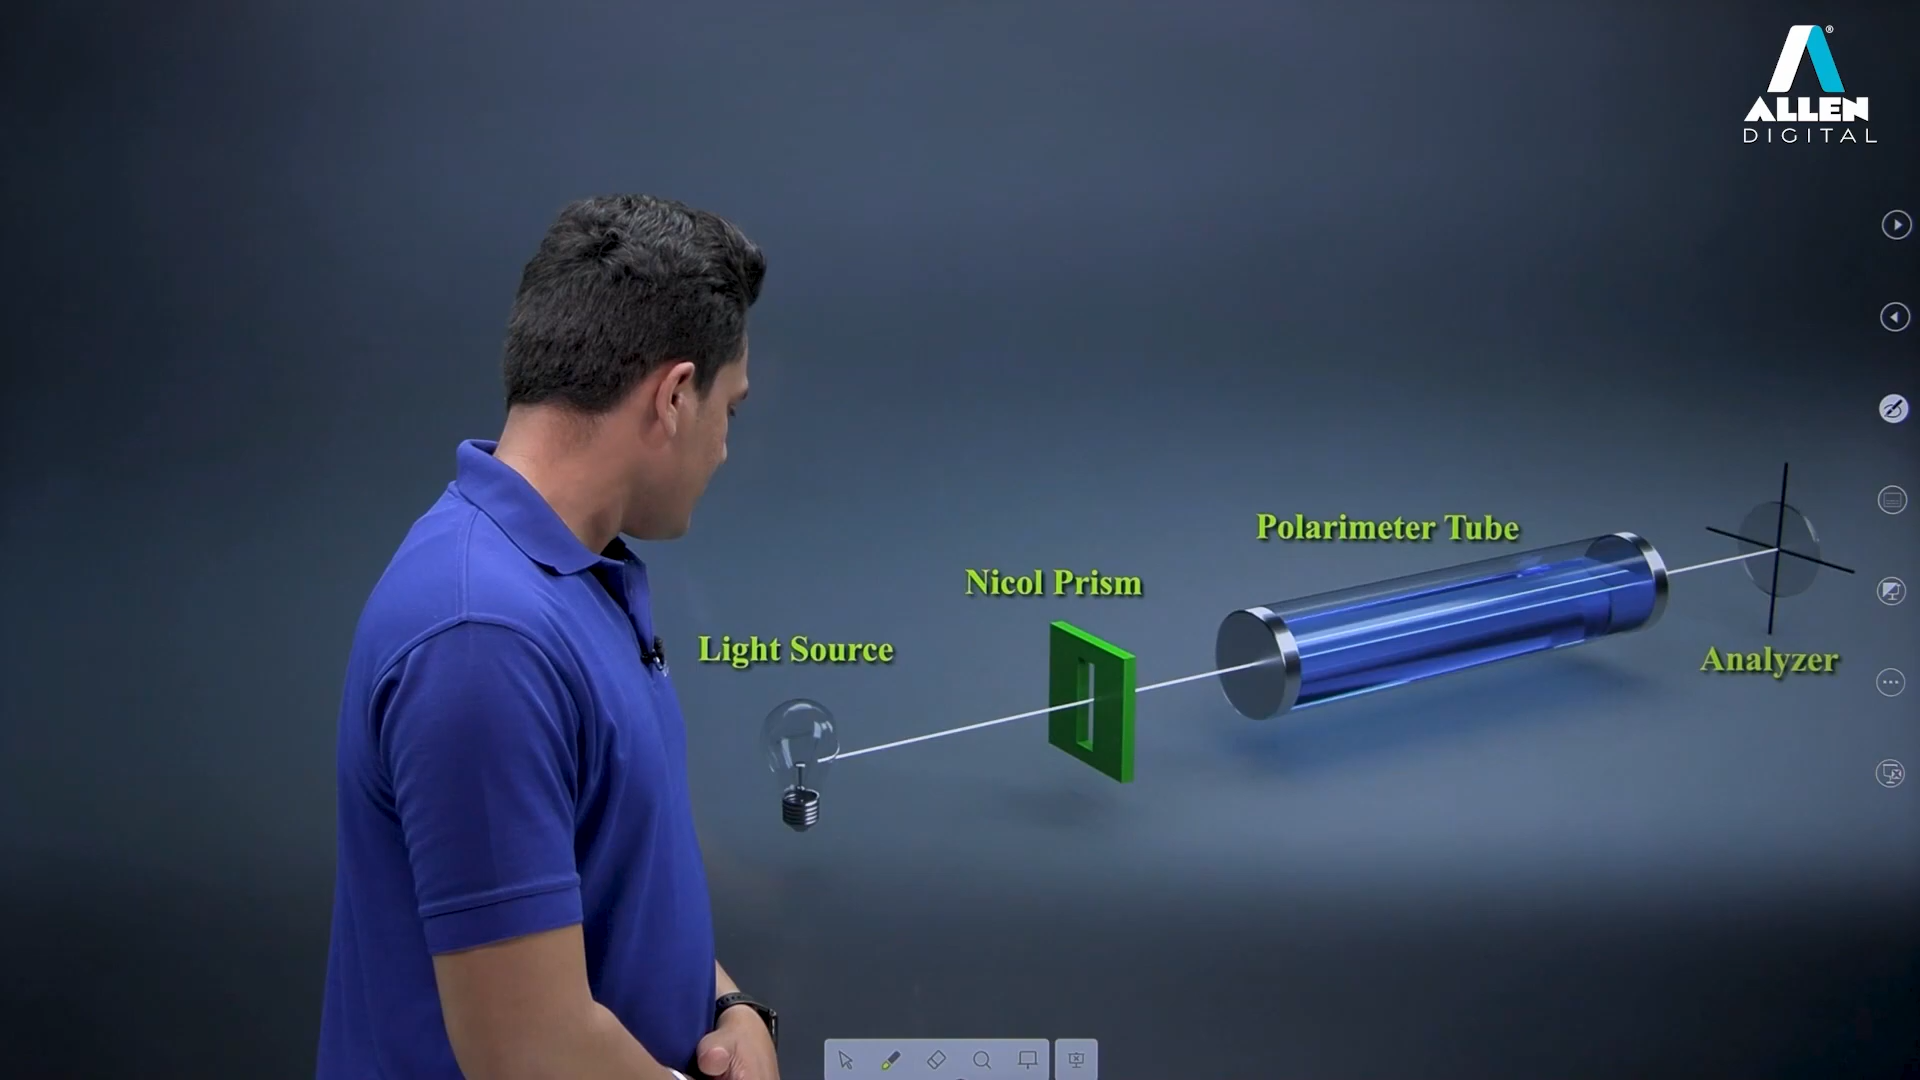 ALLEN
DIGITAL
Polarimeter Tube
Nicol Prism
Light Source
Analyzer